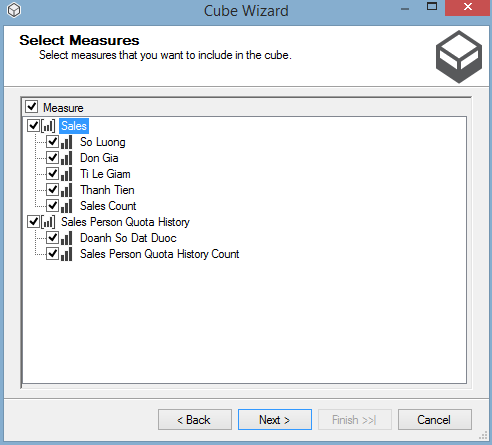 Cube Wizard
Select Measures
Select measures that you want to include in the cube.
Measure
Sales
So Luong
Don Gia
Ti Le Giam
Thanh Tien
Sales Count
Sales Person Quota History
Doanh So Dat Duoc
Sales Person Quota History Count
< Back
Next >
Finish >>|
Cancel